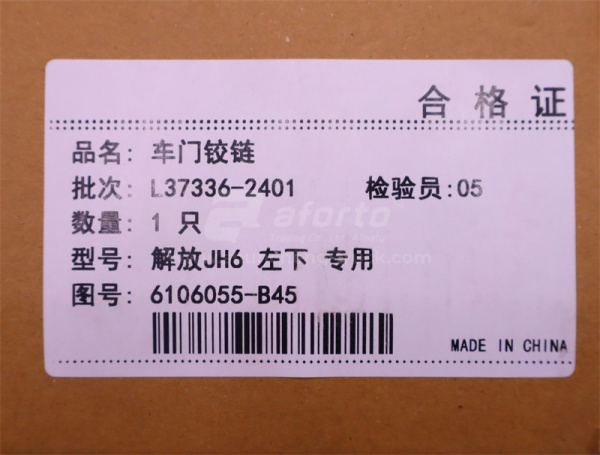 合格证
品名: 车门铰链
批次: L37336-2401 检验员:05
数量: 1 只
aforto
型号: 解放JH6 左下 专用
图号: 6106055-B45
MADE IN CHINA